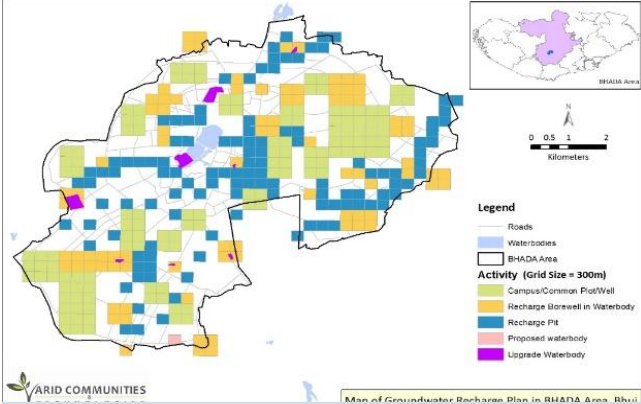 BHADA Area
N
0 0.5 1 2
Kilometers
Legend
Roads
Waterbodies
BHADA Area
Activity (Grid Size = 300m)
Campus/Common Plot/Well
Recharge Borewell in Waterbody
Recharge Pit
Proposed waterbody
Upgrade Waterbody
ARID COMMUNITIES
&
Map of Groundwater Recharge Plan in BHADA Area, Bhuj